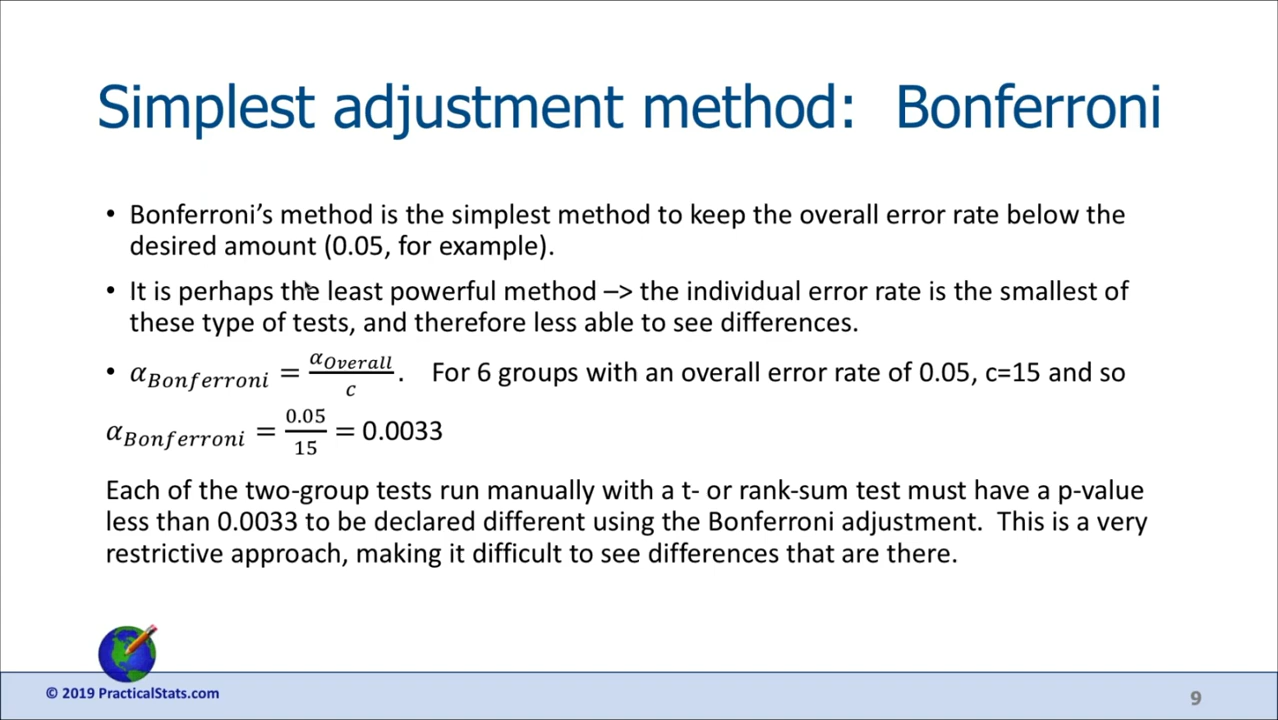 Simplest adjustment method:  Bonferroni
• Bonferroni’s method is the simplest method to keep the overall error rate below the
desired amount (0.05, for example).
• It is perhaps the least powerful method –> the individual error rate is the smallest of
these type of tests, and therefore less able to see differences.
• α_Bonferroni = α_Overall / c .  For 6 groups with an overall error rate of 0.05, c=15 and so
α_Bonferroni = 0.05 / 15 = 0.0033
Each of the two-group tests run manually with a t- or rank-sum test must have a p-value
less than 0.0033 to be declared different using the Bonferroni adjustment.  This is a very
restrictive approach, making it difficult to see differences that are there.
© 2019 PracticalStats.com
9